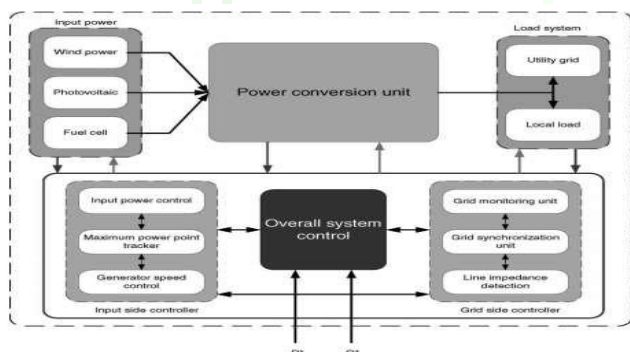 Input power
Load system
Wind power
Photovoltaic
Fuel cell
Power conversion unit
Utility grid
Local load
Input power control
Maximum power point
tracker
Generator speed
control
Input side controller
Overall system
control
Grid monitoring unit
Grid synchronization
unit
Line impedance
detection
Grid side controller